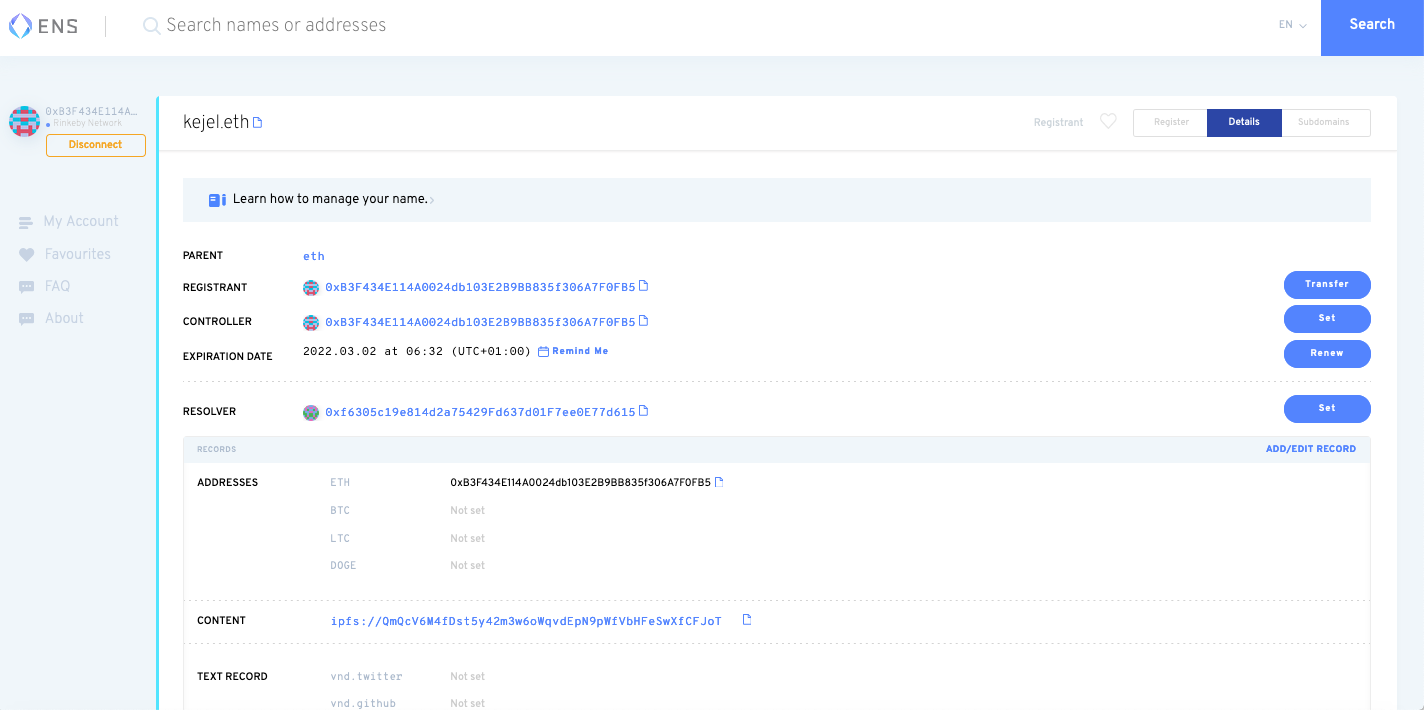 ENS
Search names or addresses
EN
Search
0xB3F434E114A...
Rinkeby Network
Disconnect
My Account
Favourites
FAQ
About
kejel.eth
Registrant
Register
Details
Subdomains
Learn how to manage your name.
PARENT eth
REGISTRANT 0xB3F434E114A0024db103E2B9BB835f306A7F0FB5 Transfer
CONTROLLER 0xB3F434E114A0024db103E2B9BB835f306A7F0FB5 Set
EXPIRATION DATE 2022.03.02 at 06:32 (UTC+01:00) Remind Me Renew
RESOLVER 0xf6305c19e814d2a75429Fd637d01F7ee0E77d615 Set
RECORDS ADD/EDIT RECORD
ADDRESSES ETH 0xB3F434E114A0024db103E2B9BB835f306A7F0FB5
BTC Not set
LTC Not set
DOGE Not set
CONTENT ipfs://QmQcV6M4fDst5y42m3w6oWqvdEpN9pWfVbHFeSwXfCFJoT
TEXT RECORD vnd.twitter Not set
vnd.github Not set